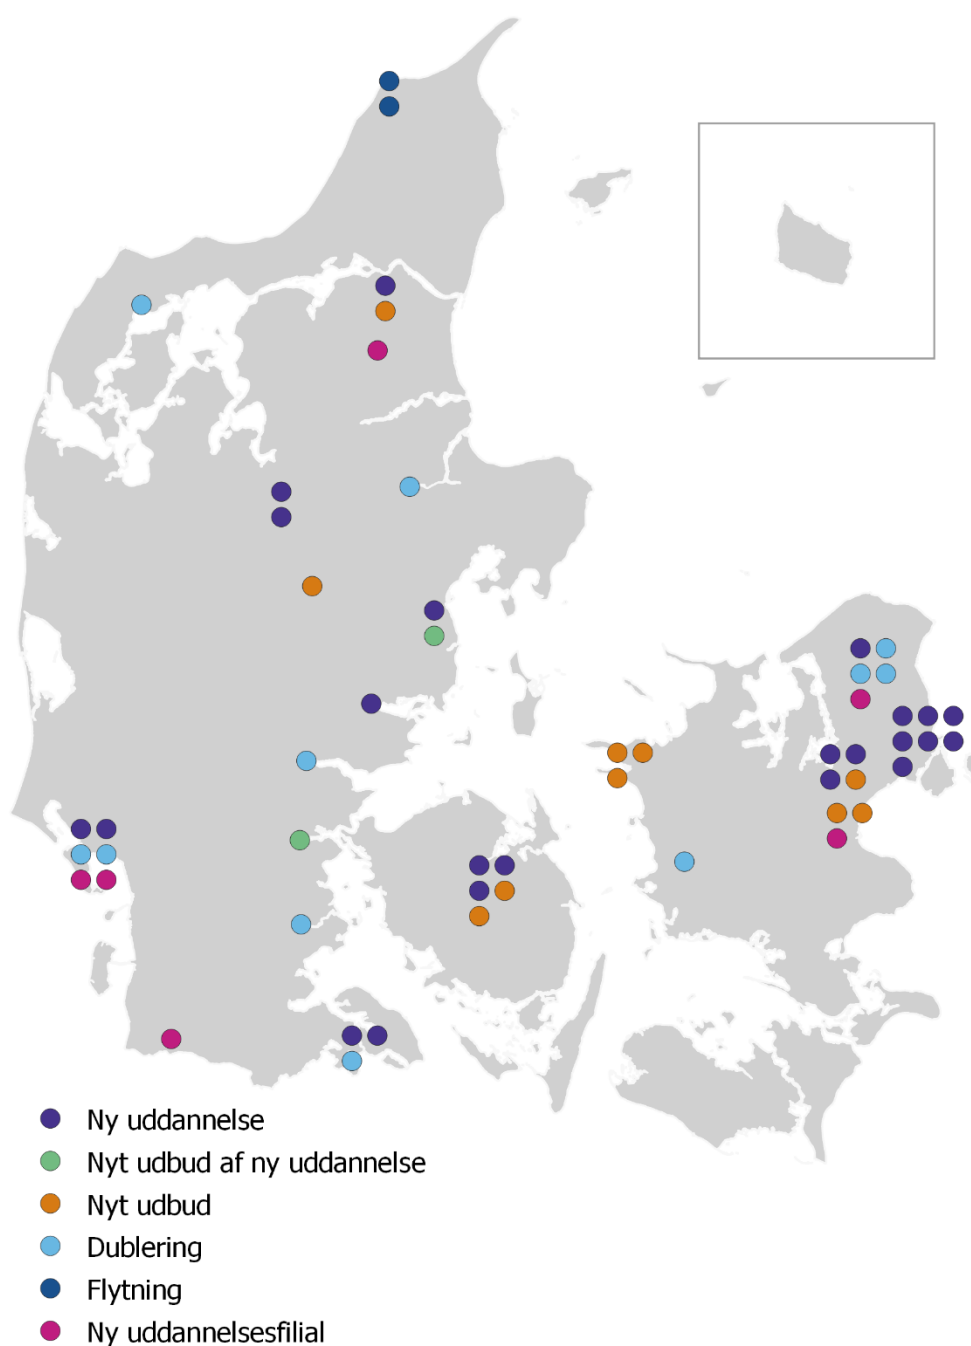 Ny uddannelse
Nyt udbud af ny uddannelse
Nyt udbud
Dublering
Flytning
Ny uddannelsesfilial